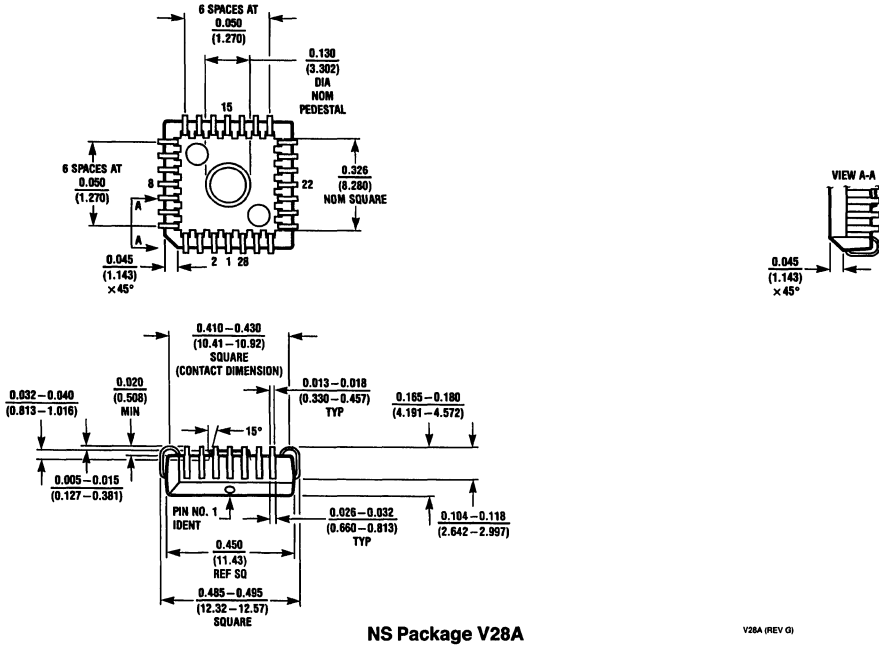 6 SPACES AT
0.050
(1.270)
0.130
(3.302)
DIA
NOM
PEDESTAL
15
6 SPACES AT
0.050
(1.270)
8
A
A
22
0.326
(8.280)
NOM SQUARE
2 1 28
0.045
(1.143)
×45°
VIEW A-A
0.045
(1.143)
×45°
0.410–0.430
(10.41–10.92)
SQUARE
(CONTACT DIMENSION)
0.032–0.040
(0.813–1.016)
0.020
(0.508)
MIN
0.013–0.018
(0.330–0.457)
TYP
0.165–0.180
(4.191–4.572)
15°
0.005–0.015
(0.127–0.381)
PIN NO. 1
IDENT
0.026–0.032
(0.660–0.813)
TYP
0.104–0.118
(2.642–2.997)
0.450
(11.43)
REF SQ
0.485–0.495
(12.32–12.57)
SQUARE
NS Package V28A
V28A (REV G)